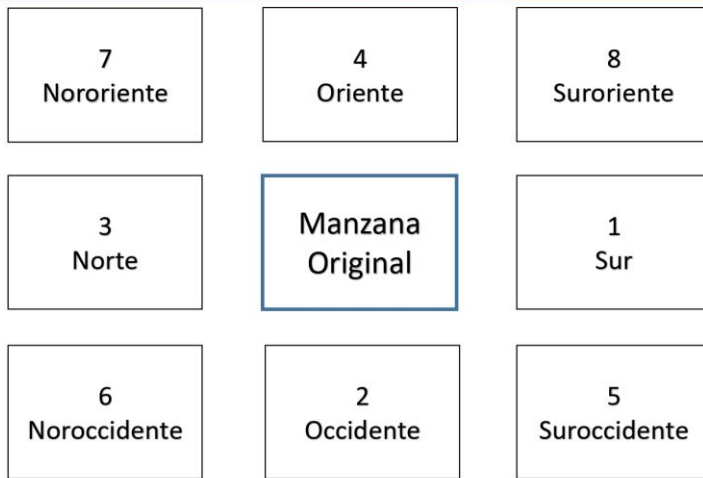 7
Nororiente
4
Oriente
8
Suroriente
3
Norte
Manzana
Original
1
Sur
6
Noroccidente
2
Occidente
5
Suroccidente